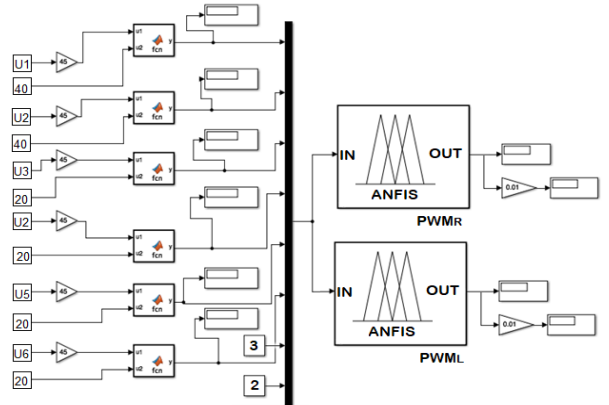 U1
45
u1
u2
fcn
y
40
U2
45
u1
u2
fcn
y
40
U3
45
u1
u2
fcn
y
20
U2
45
u1
u2
fcn
y
20
U5
45
u1
u2
fcn
y
20
U6
45
u1
u2
fcn
y
20
3
2
IN
OUT
ANFIS
PWMR
0.01
IN
OUT
ANFIS
PWML
0.01